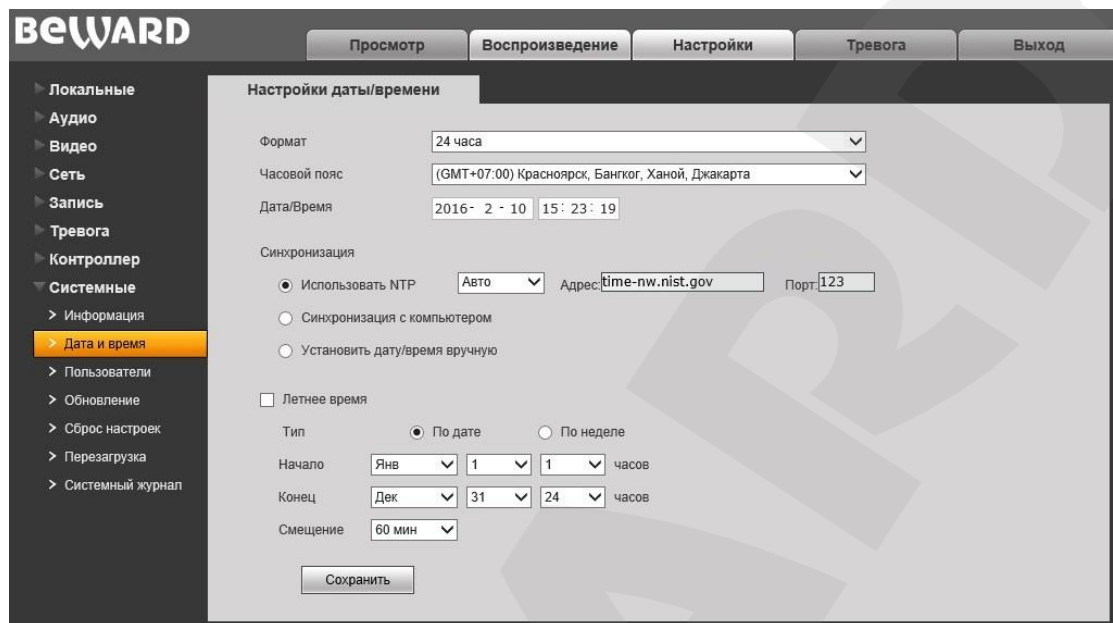 BEWARD
Просмотр Воспроизведение Настройки Тревога Выход
Локальные
Аудио
Видео
Сеть
Запись
Тревога
Контроллер
Системные
> Информация
> Дата и время
> Пользователи
> Обновление
> Сброс настроек
> Перезагрузка
> Системный журнал
Настройки даты/времени
Формат 24 часа
Часовой пояс (GMT+07:00) Красноярск, Бангког, Ханой, Джакарта
Дата/Время 2016- 2 - 10 15: 23: 19
Синхронизация
Использовать NTP Авто Адрес: time-nw.nist.gov Порт: 123
Синхронизация с компьютером
Установить дату/время вручную
Летнее время
Тип По дате По неделе
Начало Янв 1 1 часов
Конец Дек 31 24 часов
Смещение 60 мин
Сохранить